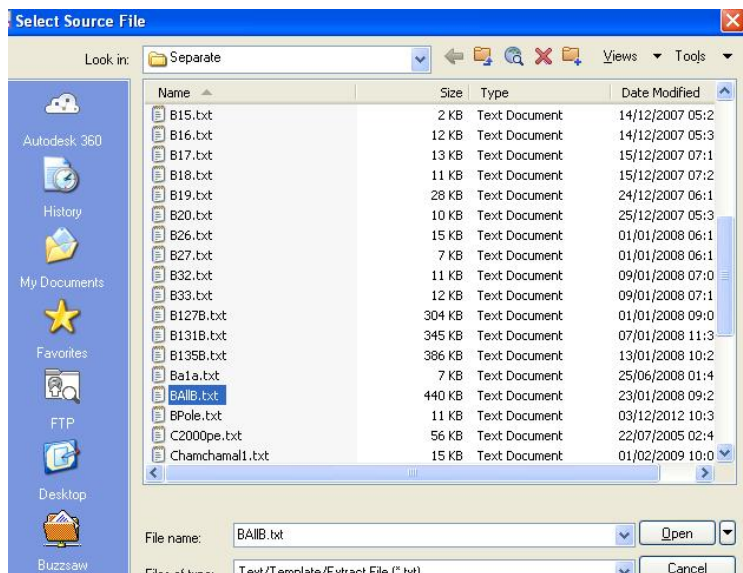 Select Source File
Look in: Separate Views Tools
Autodesk 360
History
My Documents
Favorites
FTP
Desktop
Buzzsaw
Name Size Type Date Modified
B15.txt 2 KB Text Document 14/12/2007 05:2
B16.txt 12 KB Text Document 14/12/2007 05:3
B17.txt 13 KB Text Document 15/12/2007 07:1
B18.txt 11 KB Text Document 15/12/2007 07:2
B19.txt 28 KB Text Document 24/12/2007 06:1
B20.txt 10 KB Text Document 25/12/2007 05:3
B26.txt 15 KB Text Document 01/01/2008 06:1
B27.txt 7 KB Text Document 01/01/2008 06:1
B32.txt 11 KB Text Document 09/01/2008 07:0
B33.txt 12 KB Text Document 09/01/2008 07:1
B127B.txt 304 KB Text Document 01/01/2008 09:0
B131B.txt 345 KB Text Document 07/01/2008 11:3
B135B.txt 386 KB Text Document 13/01/2008 10:2
Ba1a.txt 7 KB Text Document 25/06/2008 01:4
BAllB.txt 440 KB Text Document 23/01/2008 09:2
BPole.txt 11 KB Text Document 03/12/2012 10:3
C2000pe.txt 56 KB Text Document 22/07/2005 02:4
Chamchamal1.txt 15 KB Text Document 01/02/2009 10:0
File name: BAllB.txt Open
Files of type: Text/Template/Extract File (*.txt) Cancel